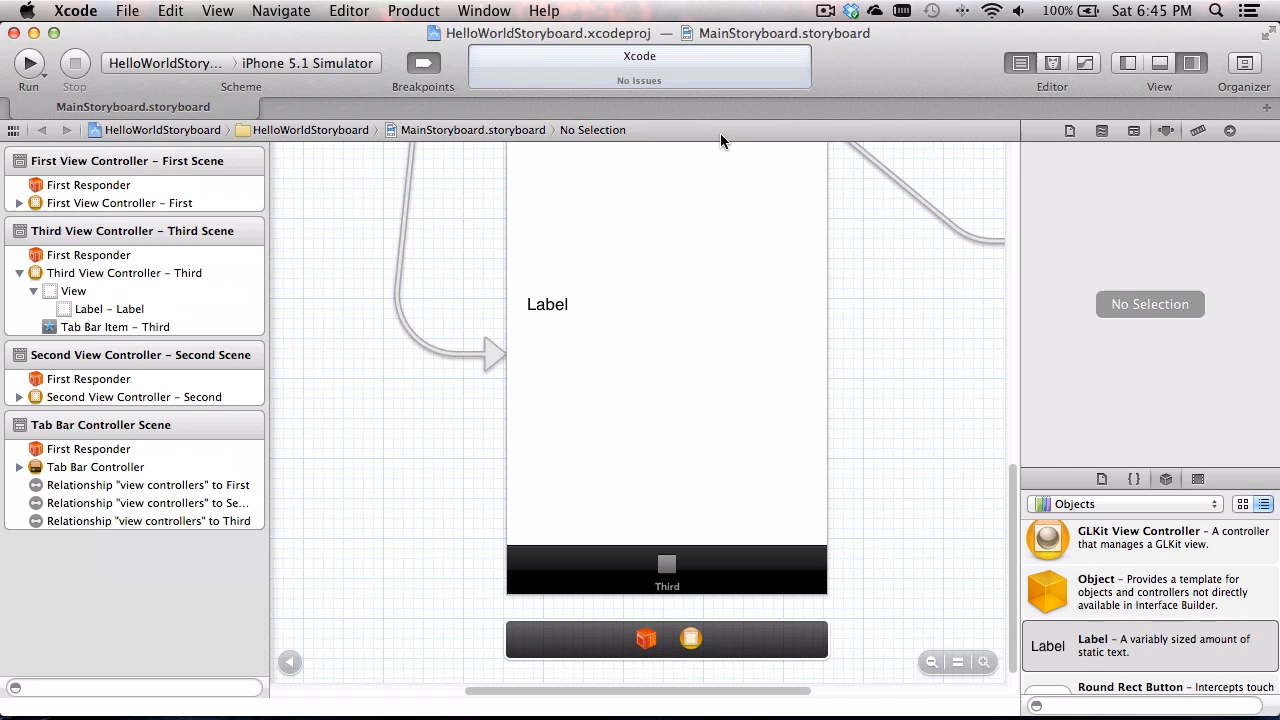 Xcode File Edit View Navigate Editor Product Window Help 100% Sat 6:45 PM
HelloWorldStoryboard.xcodeproj — MainStoryboard.storyboard
HelloWorldStory... iPhone 5.1 Simulator
Xcode
No Issues
Run Stop Scheme Breakpoints Editor View Organizer
MainStoryboard.storyboard
HelloWorldStoryboard HelloWorldStoryboard MainStoryboard.storyboard No Selection
First View Controller – First Scene
First Responder
First View Controller – First
Third View Controller – Third Scene
First Responder
Third View Controller – Third
View
Label – Label
Tab Bar Item – Third
Second View Controller – Second Scene
First Responder
Second View Controller – Second
Tab Bar Controller Scene
First Responder
Tab Bar Controller
Relationship "view controllers" to First
Relationship "view controllers" to Se...
Relationship "view controllers" to Third
Label
Third
No Selection
Objects
GLKit View Controller – A controller
that manages a GLKit view.
Object – Provides a template for
objects and controllers not directly
available in Interface Builder.
Label
Label – A variably sized amount of
static text.
Round Rect Button – Intercepts touch